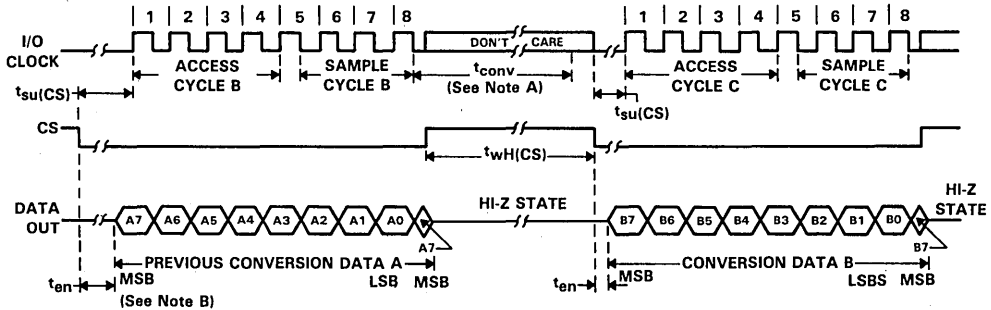 1 2 3 4 5 6 7 8 1 2 3 4 5 6 7 8
I/O
CLOCK
DON'T CARE
ACCESS
CYCLE B
SAMPLE
CYCLE B
tconv
(See Note A)
ACCESS
CYCLE C
SAMPLE
CYCLE C
tsu(CS)
tsu(CS)
CS
twH(CS)
DATA
OUT
A7 A6 A5 A4 A3 A2 A1 A0
A7
HI-Z STATE
B7 B6 B5 B4 B3 B2 B1 B0
B7
HI-Z
STATE
PREVIOUS CONVERSION DATA A
CONVERSION DATA B
ten
MSB
(See Note B)
LSB MSB
ten
MSB
LSBS MSB